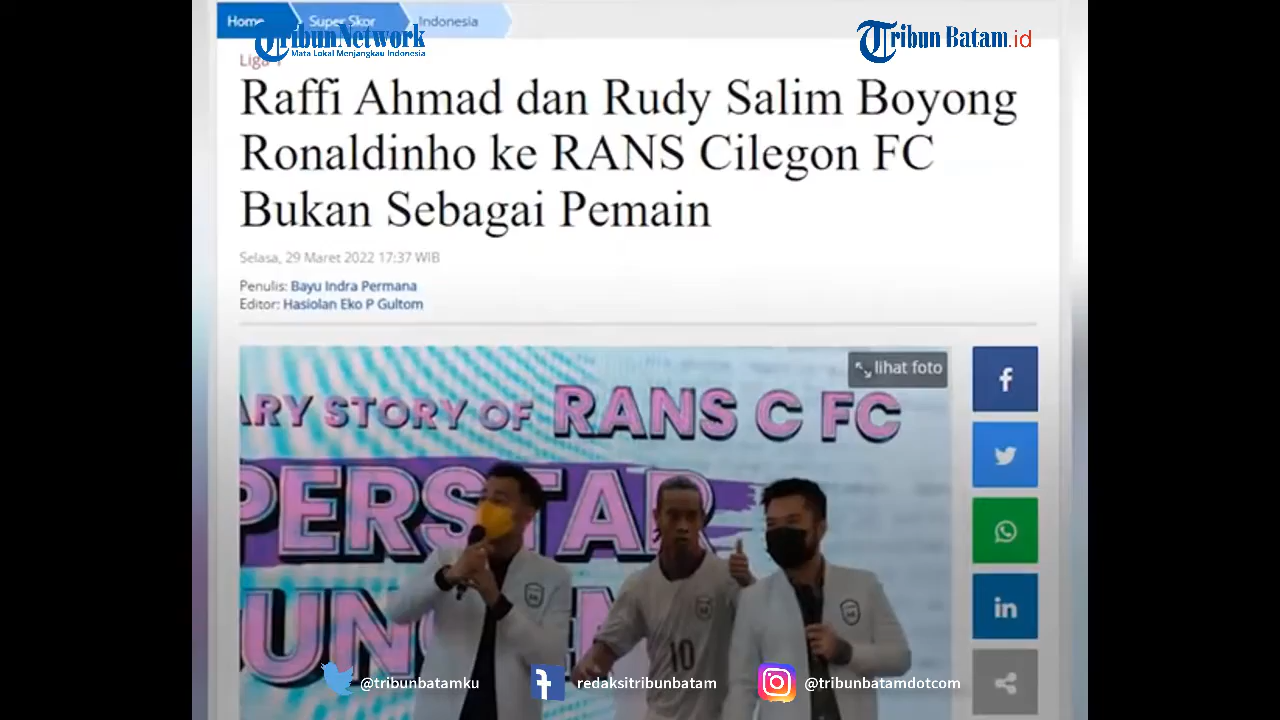 Home Super Skor Indonesia
TribunNetwork
Mata Lokal Menjangkau Indonesia
Tribun Batam.id
Liga 1
Raffi Ahmad dan Rudy Salim Boyong
Ronaldinho ke RANS Cilegon FC
Bukan Sebagai Pemain
Selasa, 29 Maret 2022 17:37 WIB
Penulis: Bayu Indra Permana
Editor: Hasiolan Eko P Gultom
lihat foto
ARY STORY OF RANS C FC
PERSTAR
10
@tribunbatamku
redaksitribunbatam
@tribunbatamdotcom